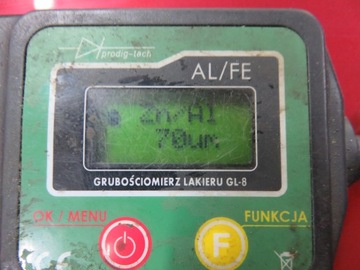 prodig-tech
AL/FE
Zn/Al
70um
GRUBOŚCIOMIERZ LAKIERU GL-8
OK / MENU
FUNKCJA
F